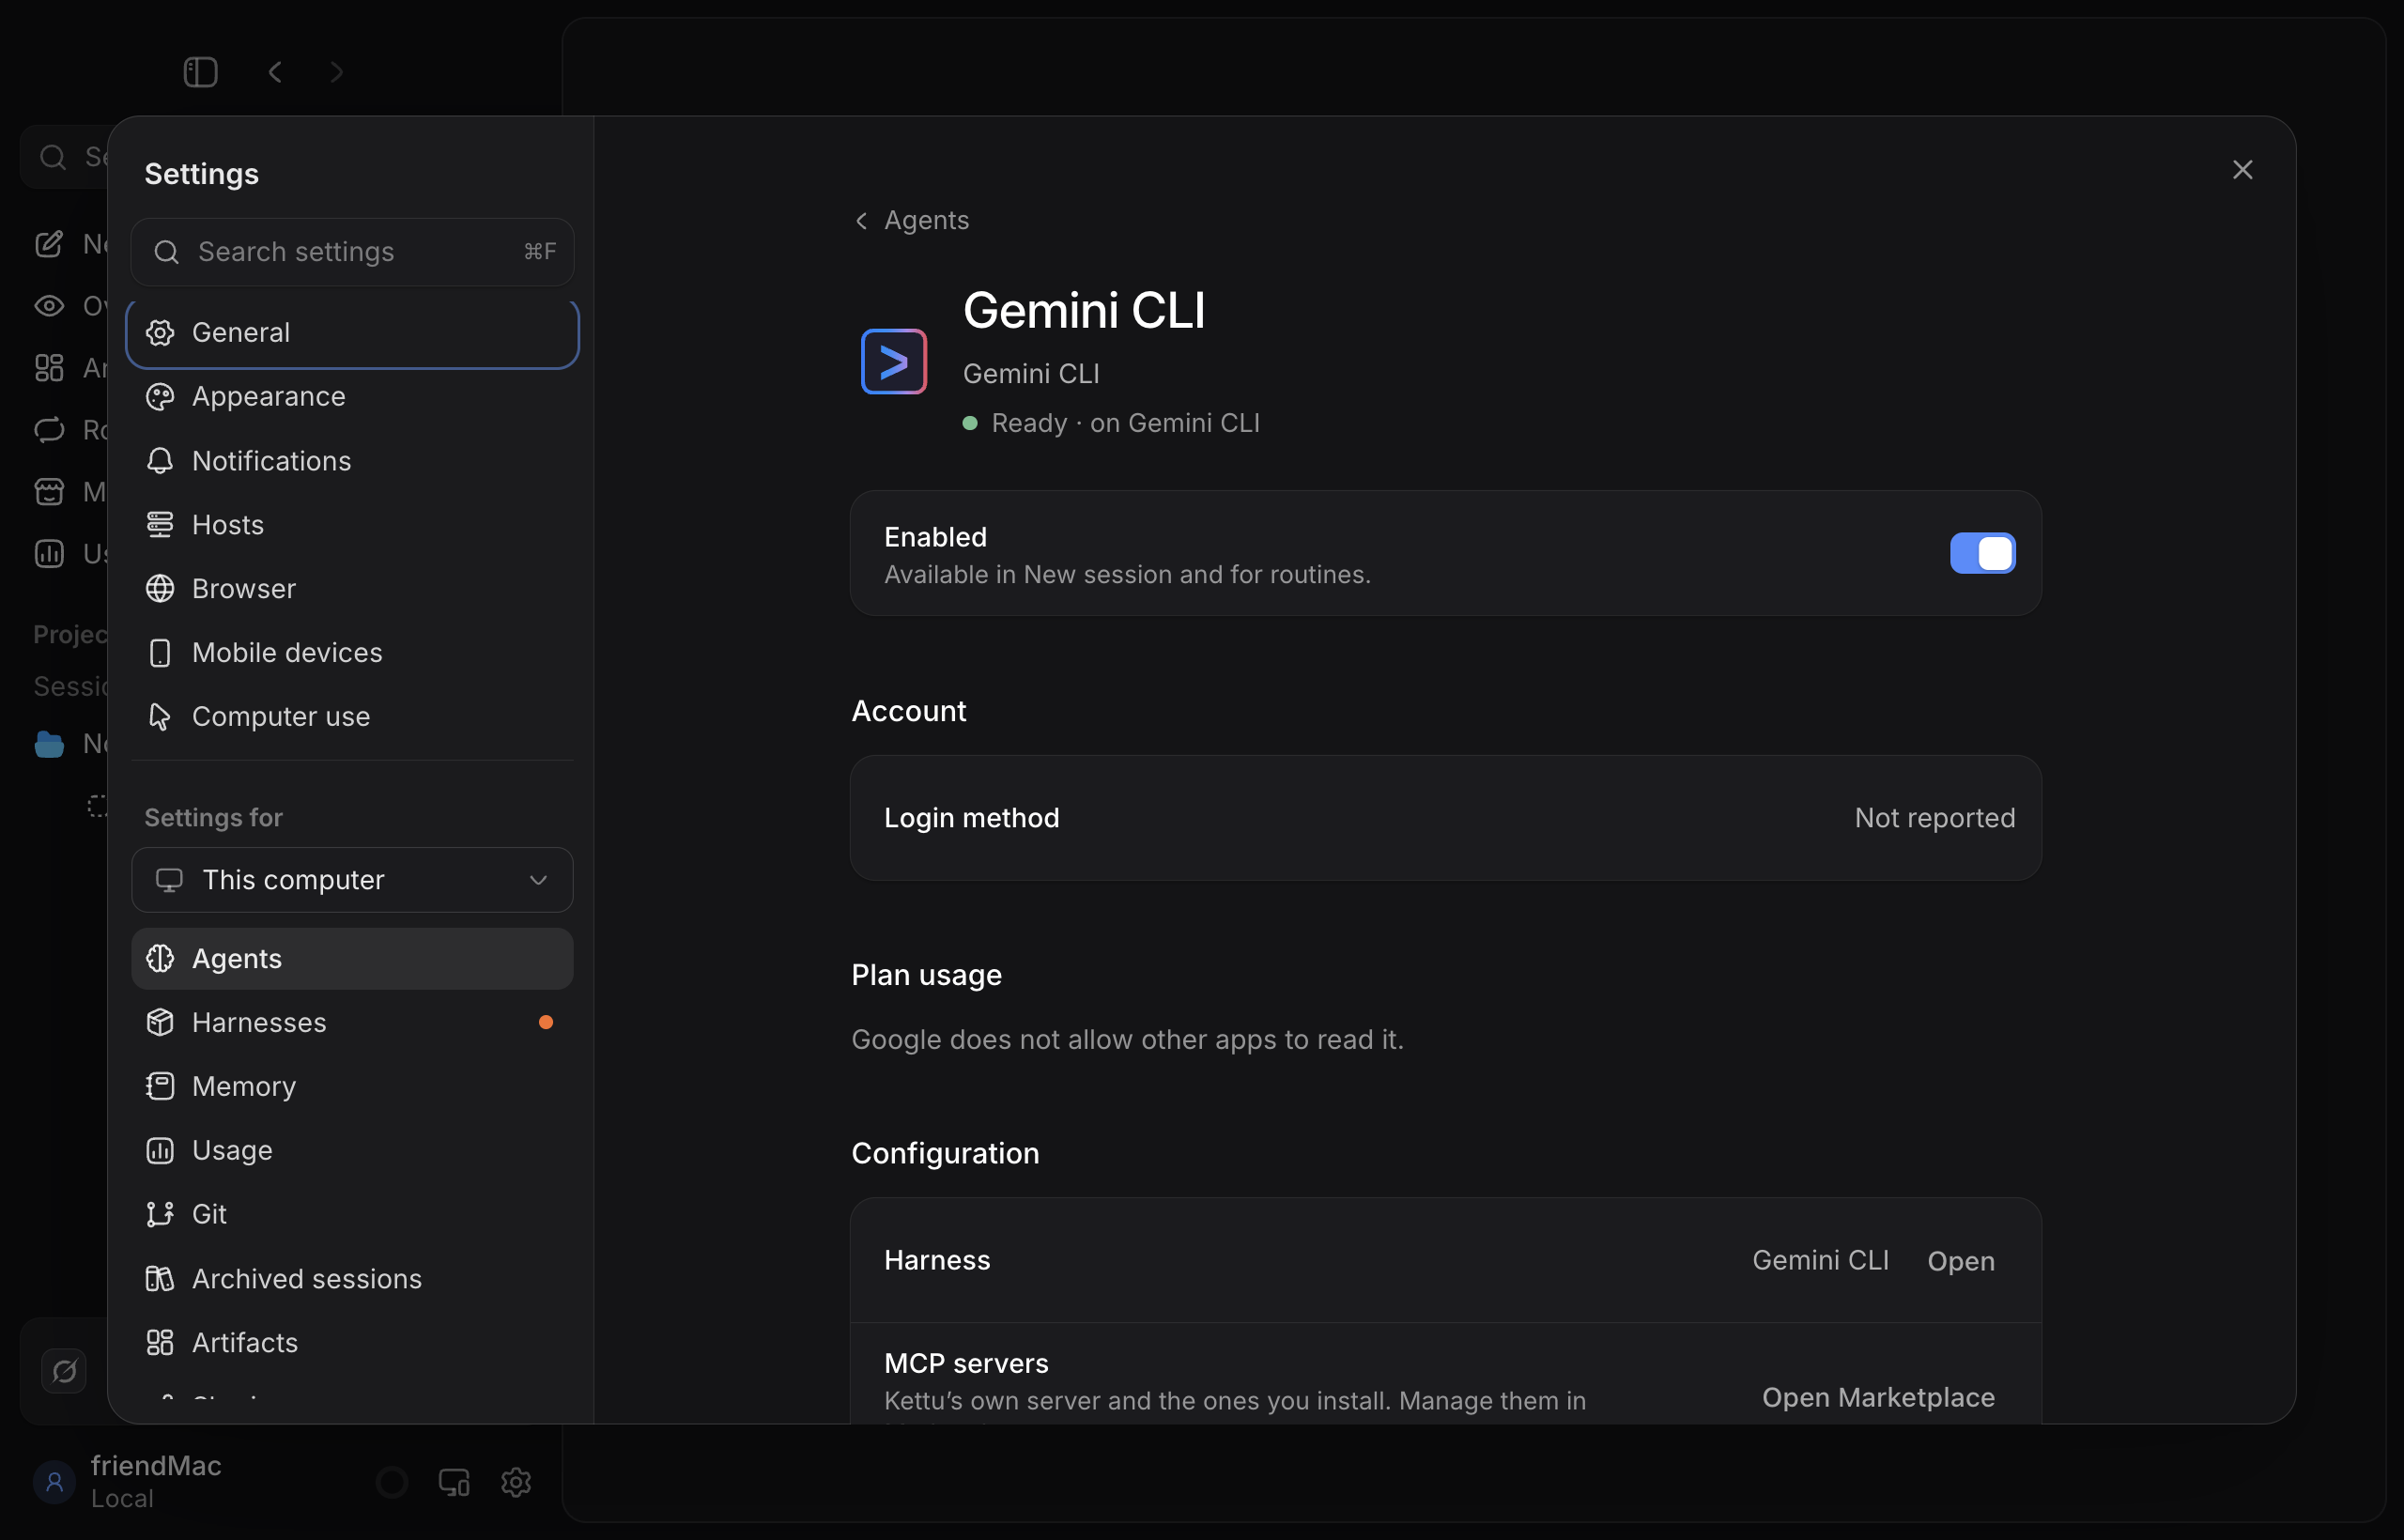 Settings
Search settings ⌘F
General
Appearance
Notifications
Hosts
Browser
Mobile devices
Computer use
Settings for
This computer
Agents
Harnesses
Memory
Usage
Git
Archived sessions
Artifacts
Agents
Gemini CLI
Gemini CLI
Ready · on Gemini CLI
Enabled
Available in New session and for routines.
Account
Login method Not reported
Plan usage
Google does not allow other apps to read it.
Configuration
Harness Gemini CLI Open
MCP servers
Kettu’s own server and the ones you install. Manage them in
Open Marketplace
friendMac
Local